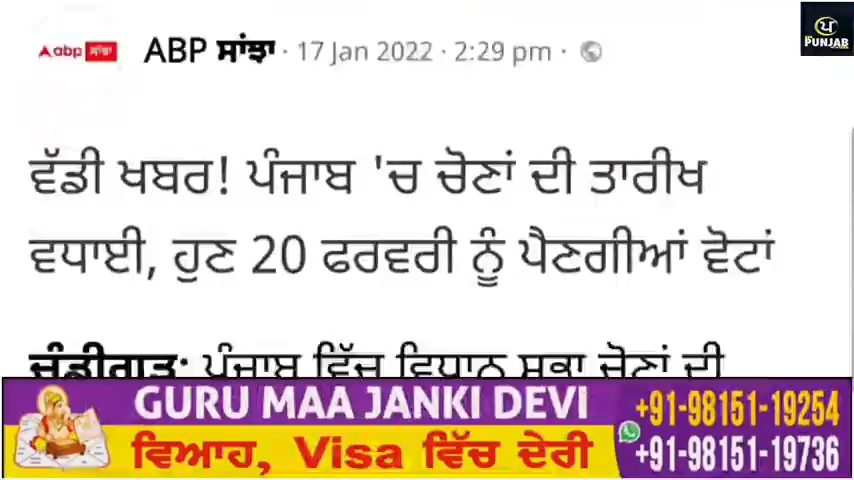 abp ਸਾਂਝਾ ABP ਸਾਂਝਾ · 17 Jan 2022 · 2:29 pm ·
ਪ
PUNJAB
ਵੱਡੀ ਖਬਰ! ਪੰਜਾਬ 'ਚ ਚੋਣਾਂ ਦੀ ਤਾਰੀਖ
ਵਧਾਈ, ਹੁਣ 20 ਫਰਵਰੀ ਨੂੰ ਪੈਣਗੀਆਂ ਵੋਟਾਂ
ਚੰਡੀਗੜ੍ਹ: ਪੰਜਾਬ ਵਿੱਚ ਵਿਧਾਨ ਸਭਾ ਚੋਣਾਂ ਦੀ
GURU MAA JANKI DEVI
ਵਿਆਹ, Visa ਵਿੱਚ ਦੇਰੀ
+91-98151-19254
+91-98151-19736